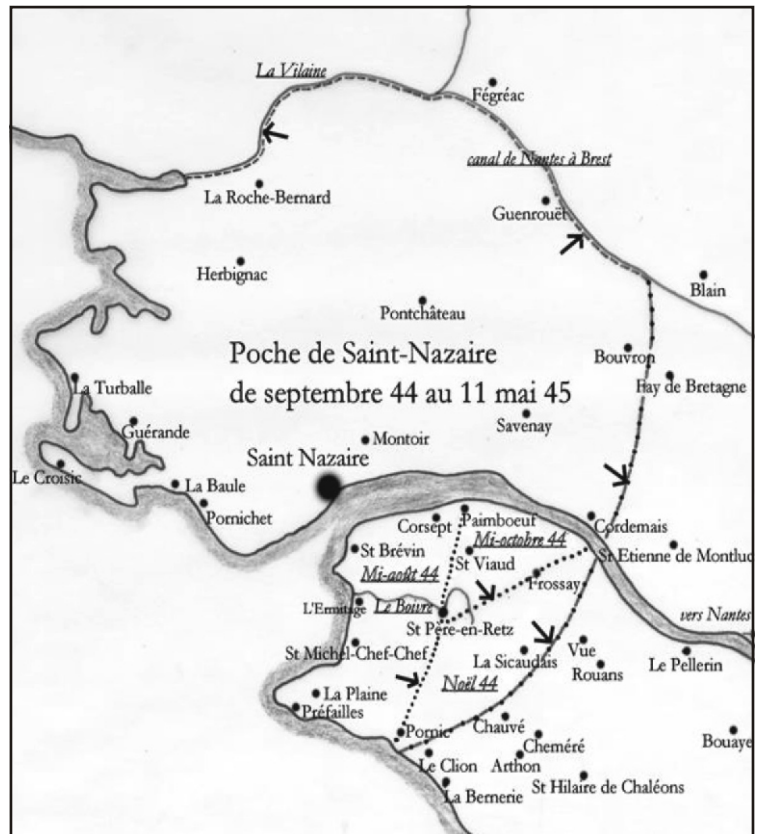 La Vilaine
Fégréac
canal de Nantes à Brest
La Roche-Bernard
Guenrouët
Herbignac
Blain
Pontchâteau
Poche de Saint-Nazaire
de septembre 44 au 11 mai 45
Bouvron
Fay de Bretagne
La Turballe
Guérande
Savenay
Montoir
Saint Nazaire
Le Croisic
La Baule
Pornichet
Corsept
Paimboeuf
Cordemais
Mi-octobre 44
St Brévin
St Viaud
St Etienne de Montluc
Mi-août 44
Frossay
L'Ermitage
Le Boivre
St Père-en-Retz
vers Nantes
St Michel-Chef-Chef
La Sicaudais
Vue
Rouans
Le Pellerin
Noël 44
La Plaine
Préfailles
Pornic
Chauvé
Cheméré
Bouaye
Le Clion
Arthon
La Bernerie
St Hilaire de Chaléons